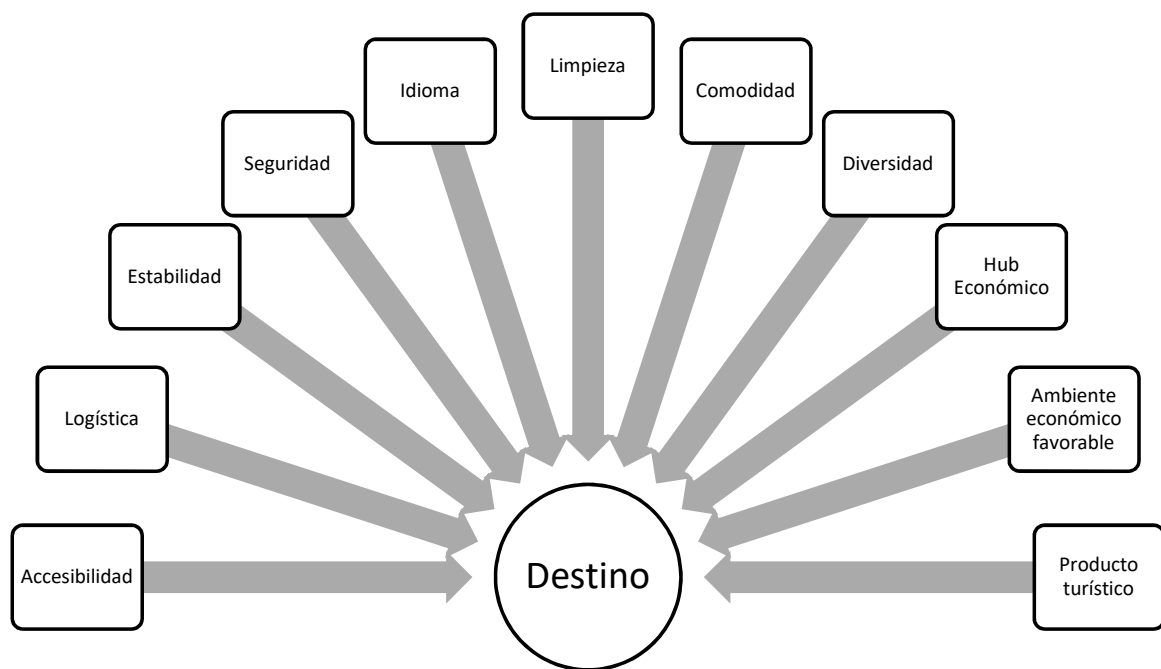 Limpieza
Idioma
Comodidad
Seguridad
Diversidad
Estabilidad
Hub
Económico
Logística
Ambiente
económico
favorable
Accesibilidad
Destino
Producto
turístico